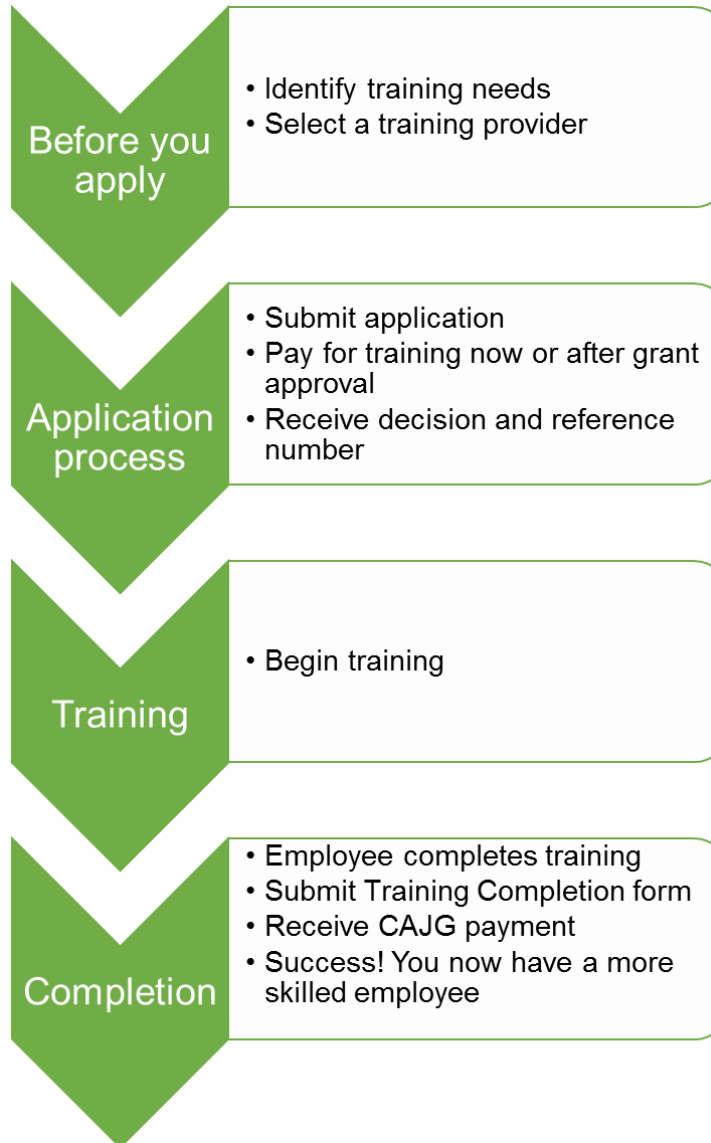 Before you
apply
• Identify training needs
• Select a training provider
Application
process
• Submit application
• Pay for training now or after grant
approval
• Receive decision and reference
number
Training
• Begin training
Completion
• Employee completes training
• Submit Training Completion form
• Receive CAJG payment
• Success! You now have a more
skilled employee